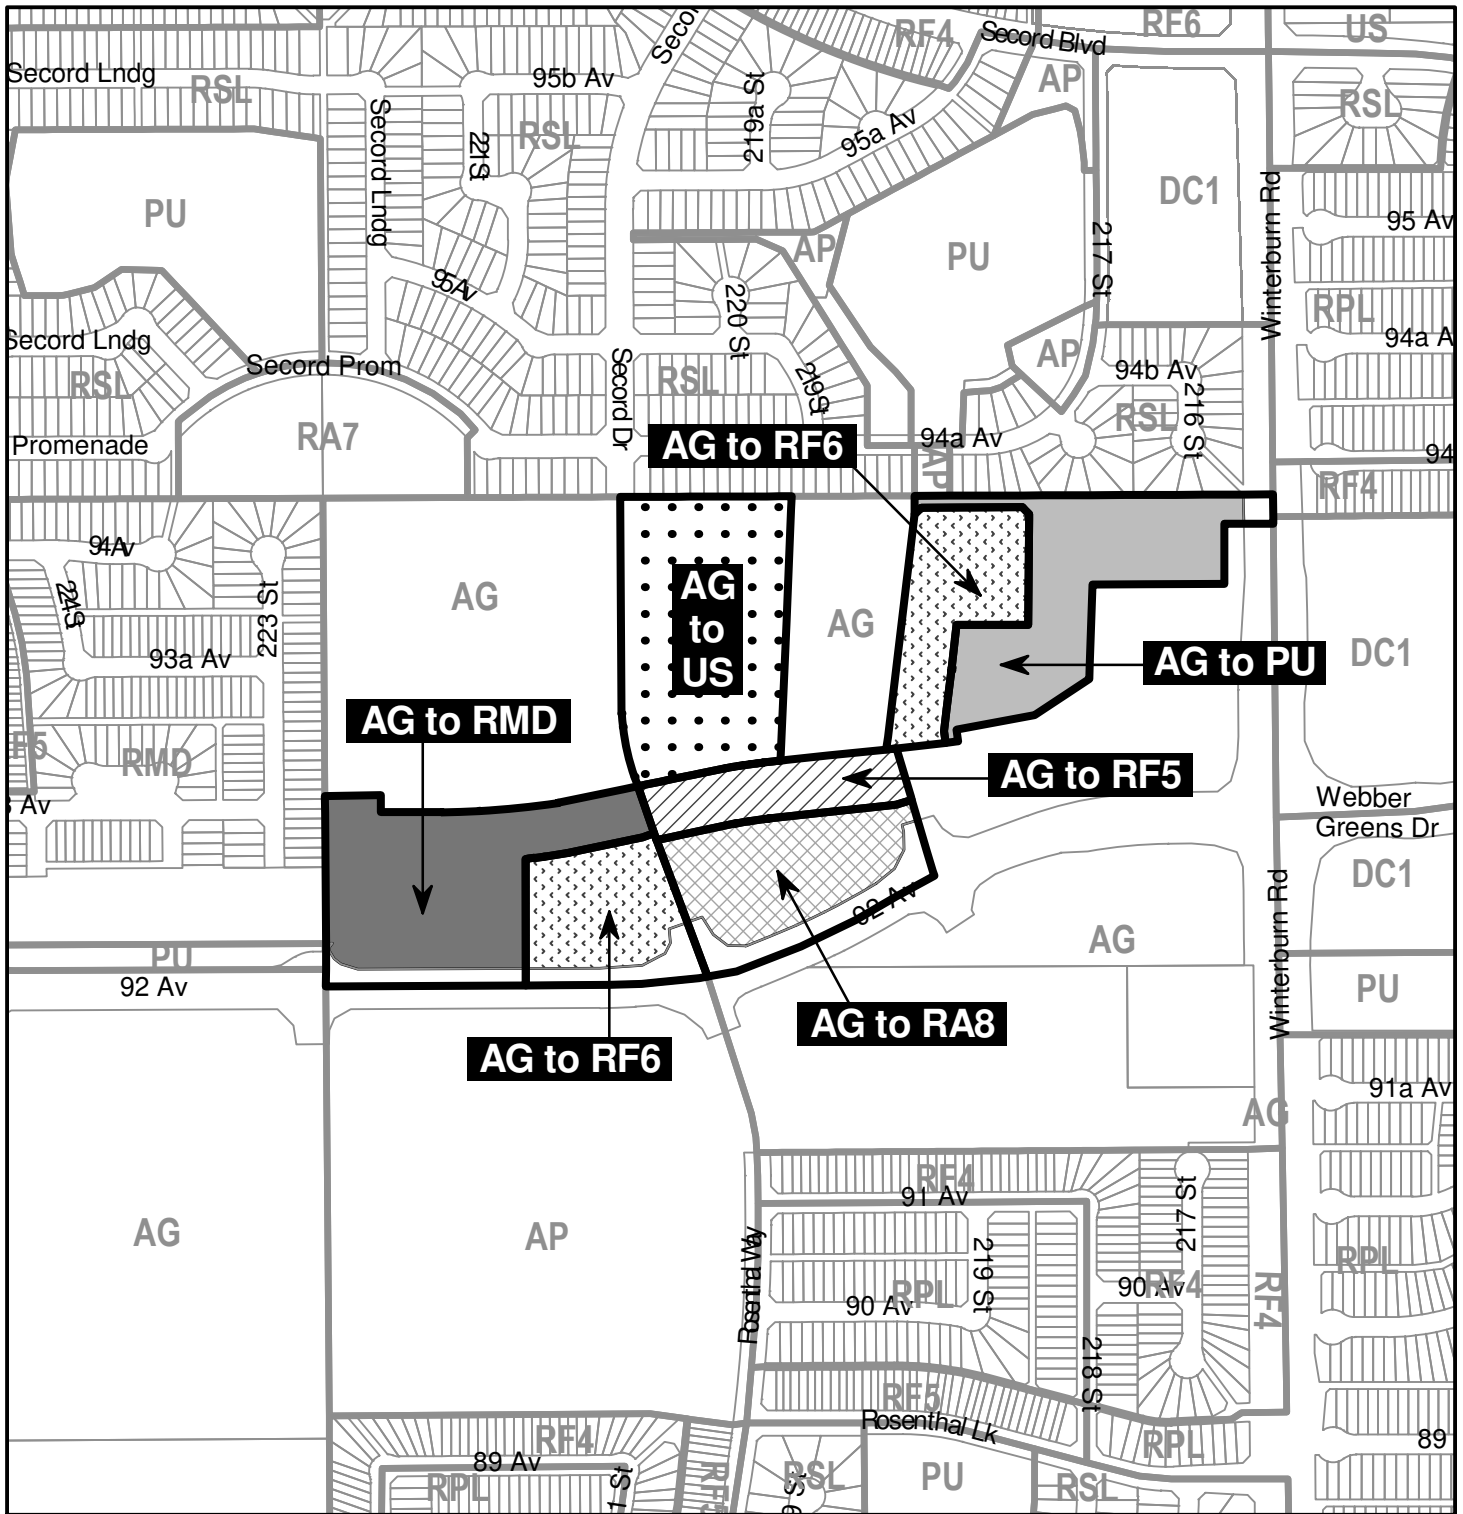 RF4
Secord Blvd
RF6
US
Secord Lndg
RSL
95b Av
Secor
219a St
AP
RSL
Secord Lndg
221 St
RSL
95a Av
PU
DC1
Winterburn Rd
95 Av
AP
PU
217 St
95 Av
220 St
RPL
Secord Lndg
Secord Prom
Secord Dr
RSL
219 St
AP
94b Av
94a A
RSL
RSL
216 St
Promenade
RA7
AG to RF6
94a Av
94
AP
RF4
94 Av
224 St
223 St
AG
AG
to
US
AG
93a Av
AG to PU
DC1
AG to RMD
F5
RMD
AG to RF5
3 Av
Webber
Greens Dr
92 Av
DC1
Winterburn Rd
PU
92 Av
AG
PU
AG to RA8
AG to RF6
91a Av
AG
RF4
91 Av
217 St
AG
AP
Rosenthal Way
219 St
RPL
90 Av
90 Av
RF4
RF4
RPL
218 St
RF5
Rosenthal Lk
RF4
89 Av
RPL
1 St
RF5
RSL
PU
RSL
RPL
89